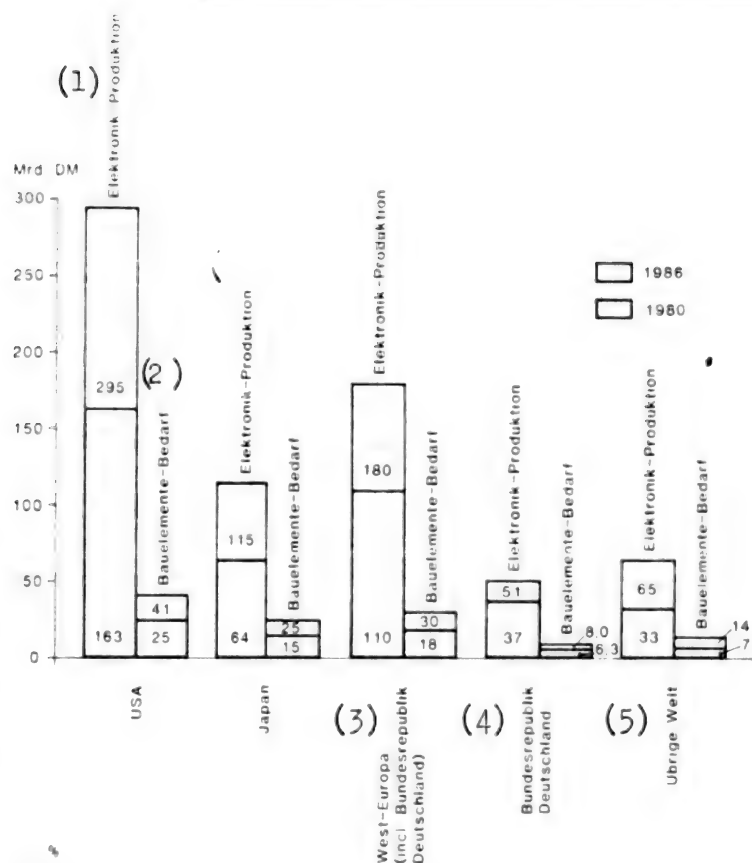 (1)
Elektronik Produktion
Mrd. DM
300
250
200
150
100
50
0
295
163
(2)
Bauelemente-Bedarf
41
25
USA
Elektronik-Produktion
115
64
Bauelemente-Bedarf
25
15
Japan
Elektronik-Produktion
180
110
Bauelemente-Bedarf
30
18
(3)
West-Europa
(incl Bundesrepublik
Deutschland)
Elektronik-Produktion
51
37
Bauelemente-Bedarf
8.0
6.3
(4)
Bundesrepublik
Deutschland
Elektronik-Produktion
65
33
Bauelemente-Bedarf
14
7
(5)
Ubrige Welt
1986
1980
%